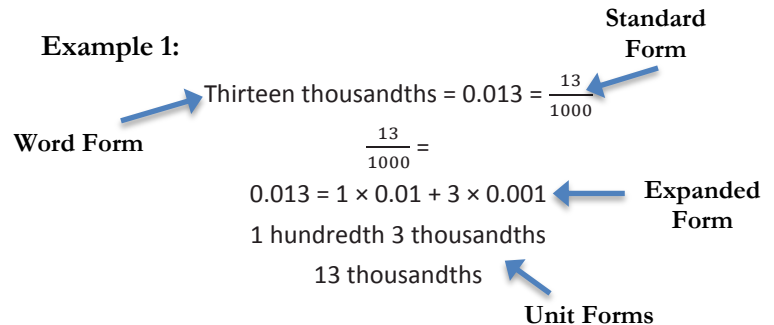 Standard
Form
Example 1:
Thirteen thousandths = 0.013 = 13/1000
Word Form
13/1000 =
0.013 = 1 × 0.01 + 3 × 0.001
Expanded
Form
1 hundredth 3 thousandths
13 thousandths
Unit Forms